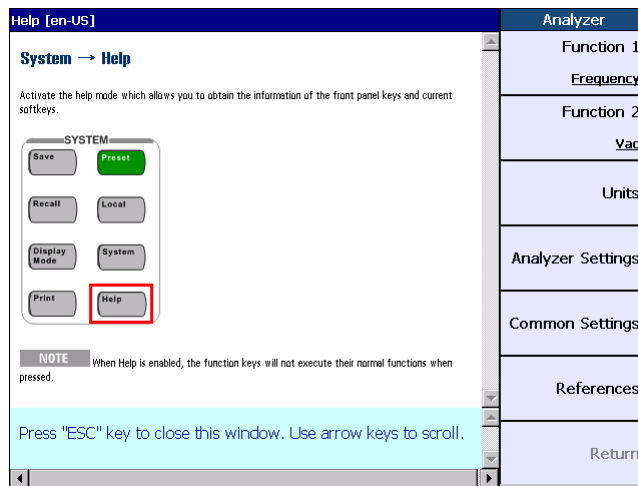 Help [en-US]
System → Help
Activate the help mode which allows you to obtain the information of the front panel keys and current
softkeys.
SYSTEM
Save
Preset
Recall
Local
Display
Mode
System
Print
Help
NOTE When Help is enabled, the function keys will not execute their normal functions when
pressed.
Press "ESC" key to close this window. Use arrow keys to scroll.
Analyzer
Function 1
Frequency
Function 2
Vac
Units
Analyzer Settings
Common Settings
References
Return